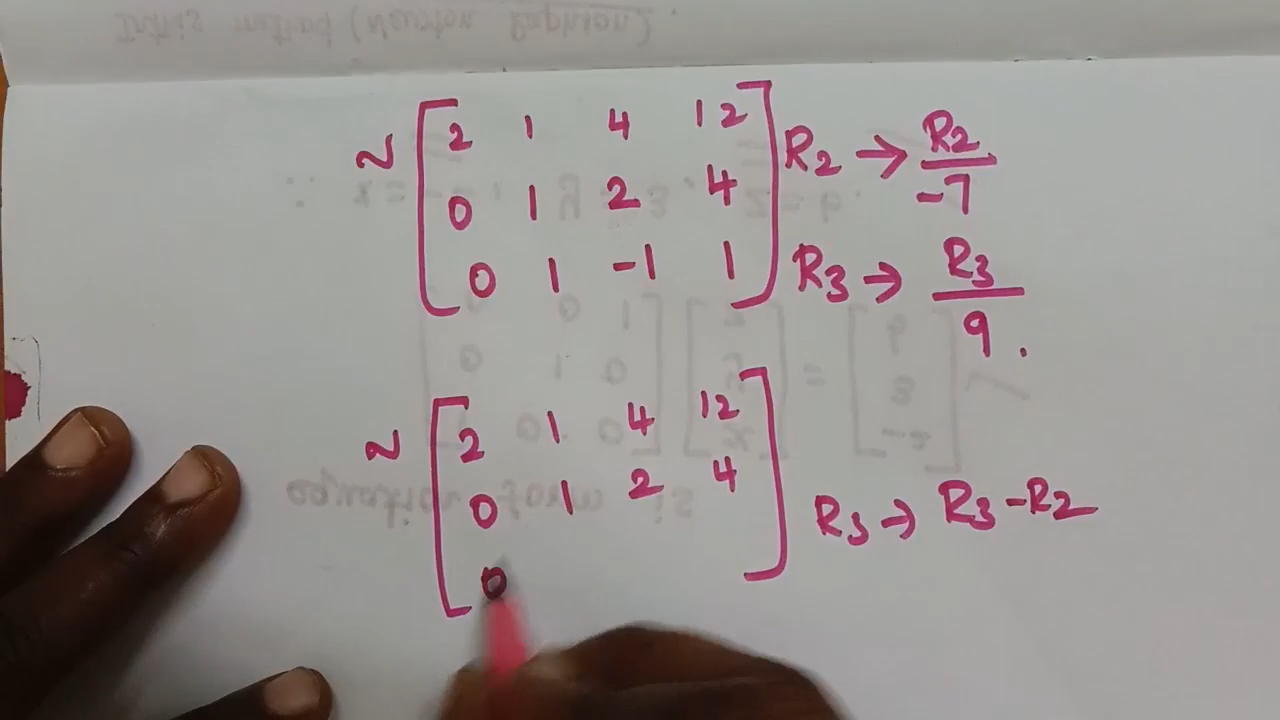 ~ [ 2 1 4 12 ] R2 → R2/-7
0 1 2 4
0 1 -1 1 R3 → R3/9.
~ [ 2 1 4 12 ]
0 1 2 4 R3 → R3-R2
0